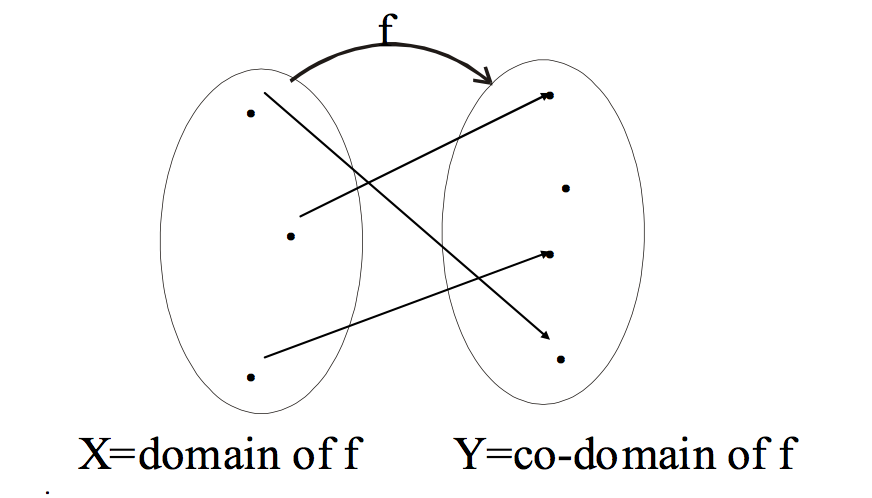 f
X=domain of f
Y=co-domain of f